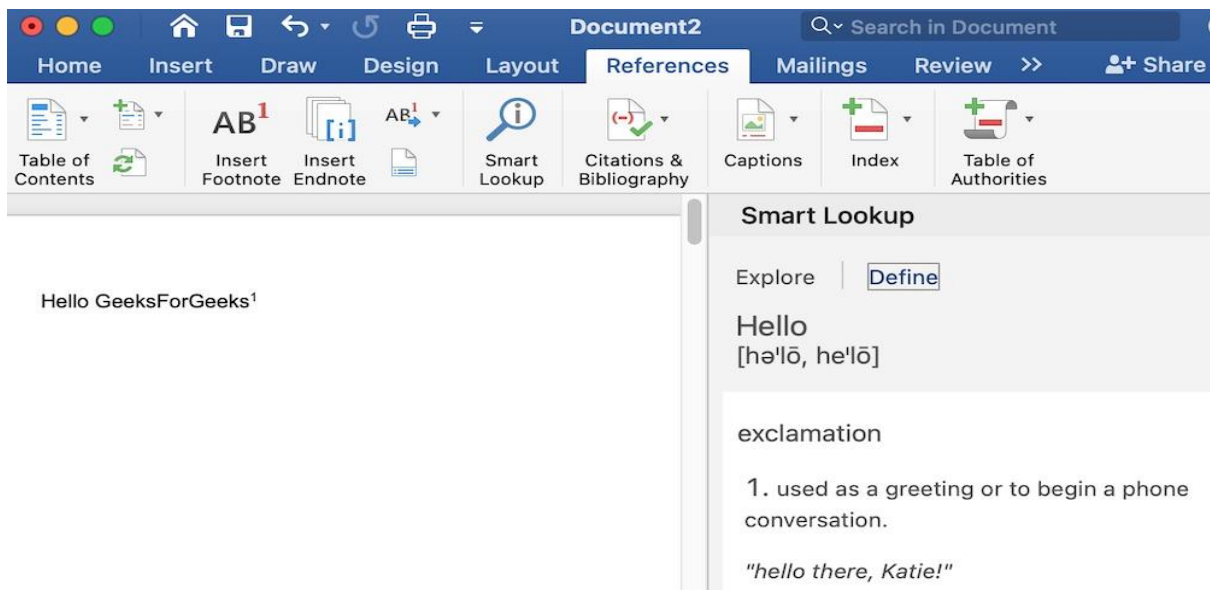 Document2
Search in Document
Home Insert Draw Design Layout References Mailings Review >> Share
AB¹ [i] AB¹ (-)
Table of Contents
Insert Footnote
Insert Endnote
Smart Lookup
Citations & Bibliography
Captions
Index
Table of Authorities
Smart Lookup
Explore Define
Hello GeeksForGeeks¹
Hello
[hə'lō, he'lō]
exclamation
1. used as a greeting or to begin a phone
conversation.
"hello there, Katie!"